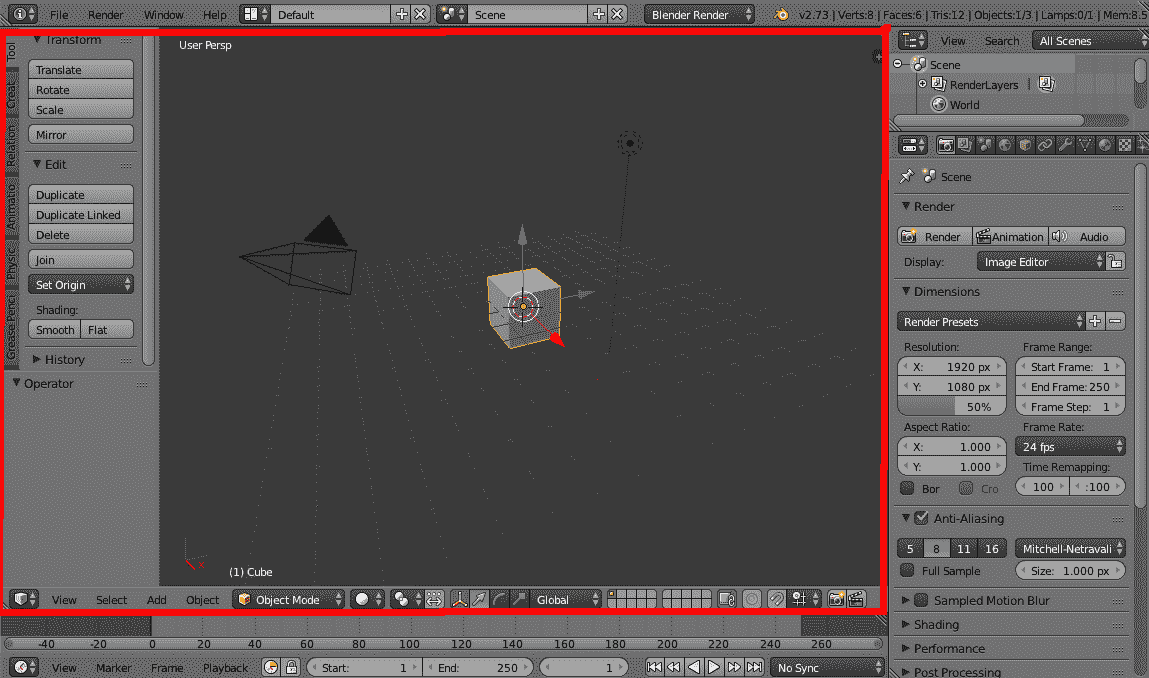 File Render Window Help Default Scene Blender Render v2.73 | Verts:8 | Faces:6 | Tris:12 | Objects:1/3 | Lamps:0/1 | Mem:8.5
Tool
Creat
Relation
Animatio
Physic
Grease Penci
Transform
Translate
Rotate
Scale
Mirror
Edit
Duplicate
Duplicate Linked
Delete
Join
Set Origin
Shading:
Smooth Flat
History
Operator
User Persp
(1) Cube
View Select Add Object Object Mode Global
-40 -20 0 20 40 60 80 100 120 140 160 180 200 220 240 260
View Marker Frame Playback Start: 1 End: 250 1 No Sync
View Search All Scenes
Scene
RenderLayers |
World
Scene
Render
Render Animation Audio
Display: Image Editor
Dimensions
Render Presets
Resolution: Frame Range:
X: 1920 px Start Frame: 1
Y: 1080 px End Frame: 250
50% Frame Step: 1
Aspect Ratio: Frame Rate:
X: 1.000 24 fps
Y: 1.000 Time Remapping:
Bor Cro 100 :100
Anti-Aliasing
5 8 11 16 Mitchell-Netravali
Full Sample Size: 1.000 px
Sampled Motion Blur
Shading
Performance
Post Processing